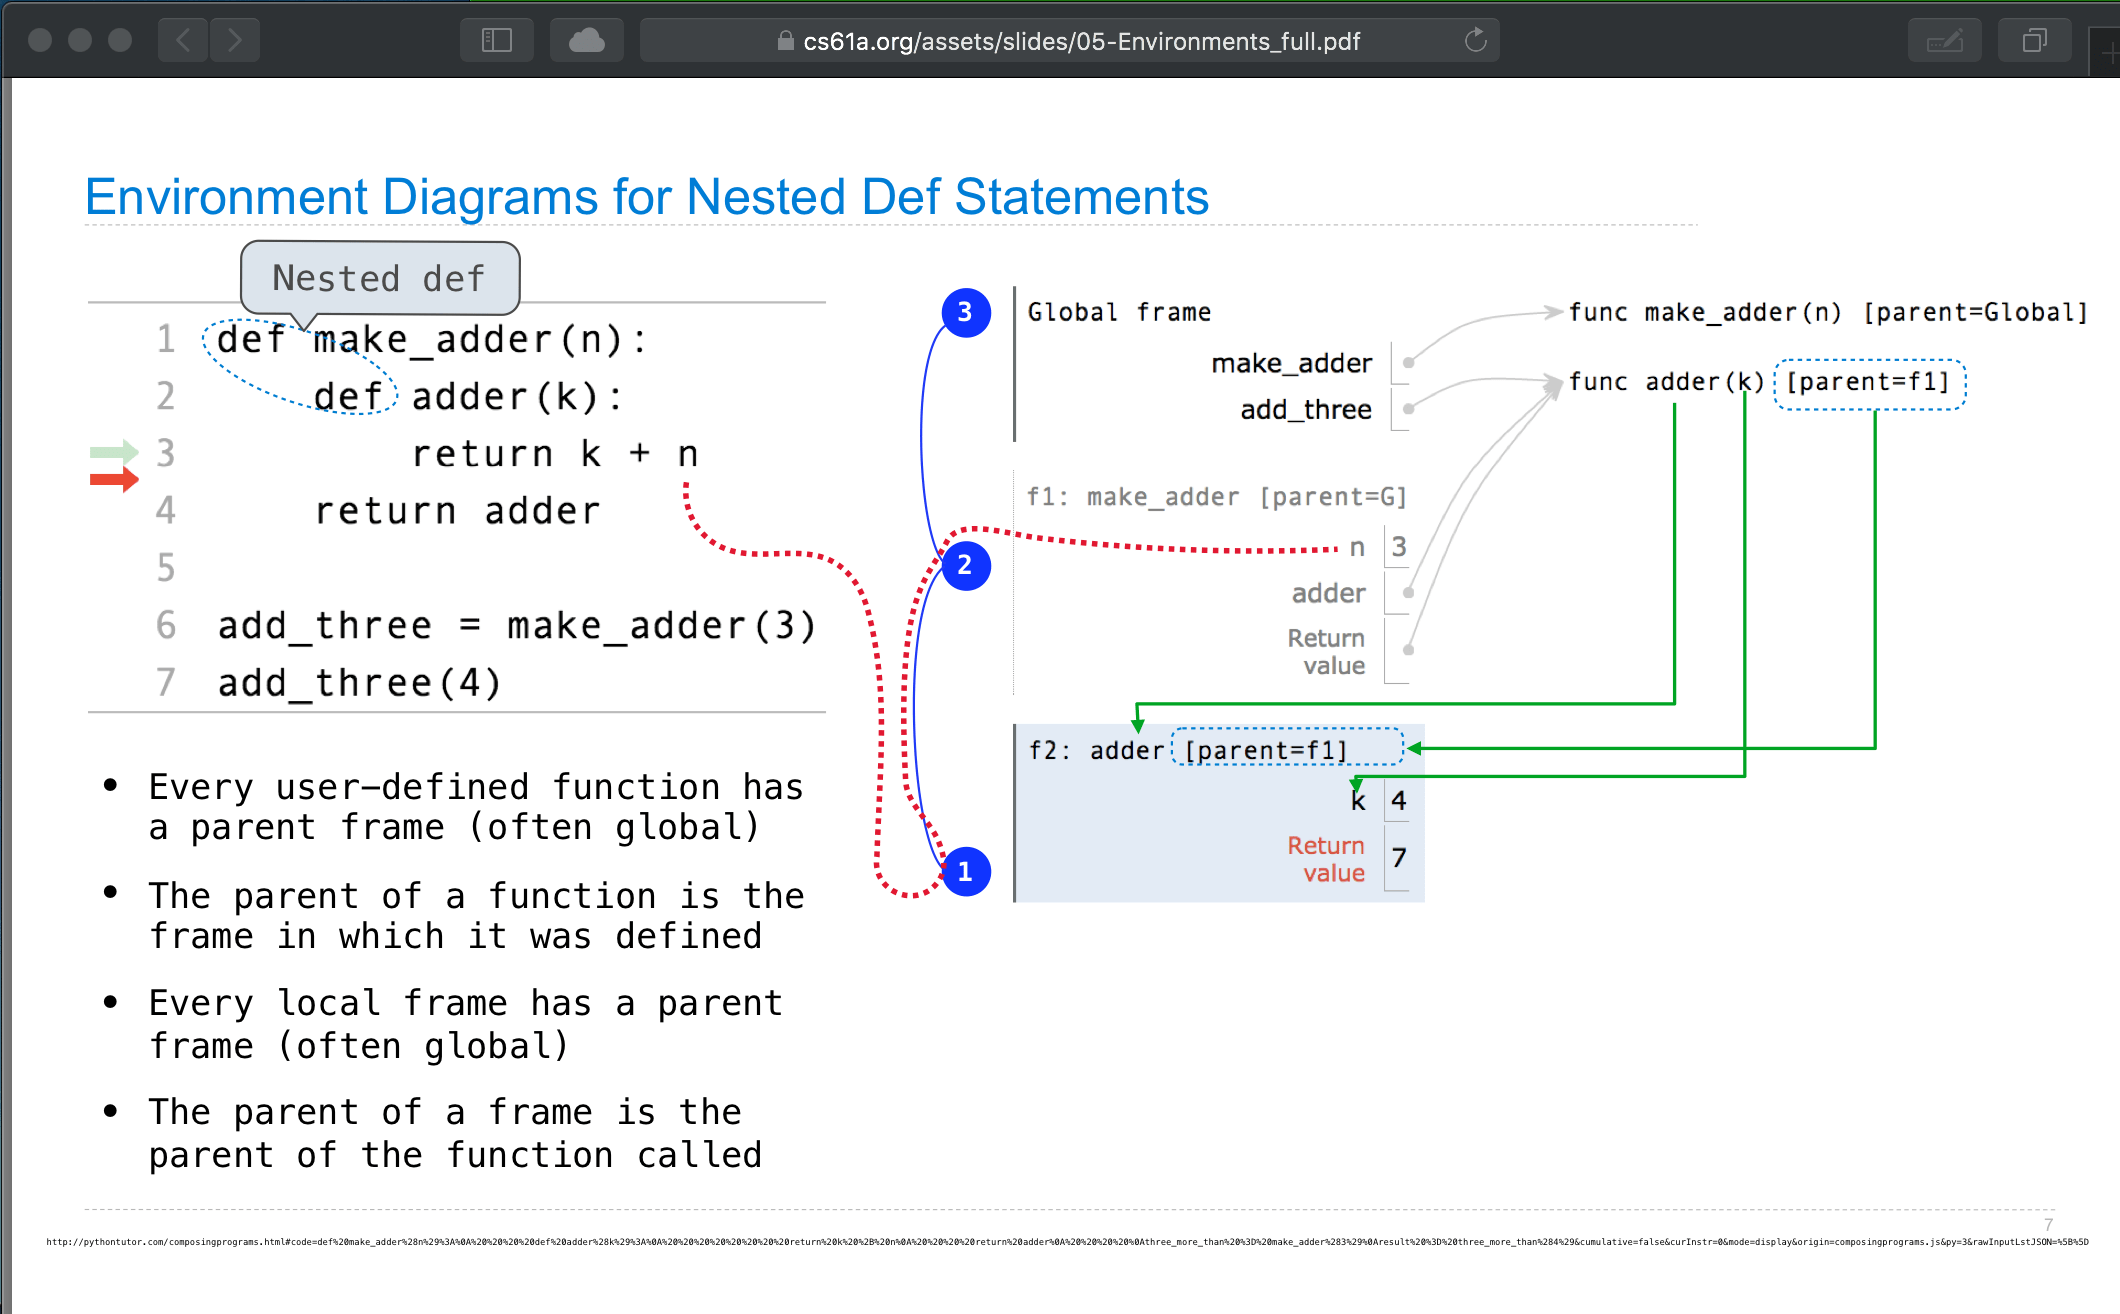 cs61a.org/assets/slides/05-Environments_full.pdf
Environment Diagrams for Nested Def Statements
Nested def
1 def make_adder(n):
2 def adder(k):
3 return k + n
4 return adder
5
6 add_three = make_adder(3)
7 add_three(4)
• Every user–defined function has
a parent frame (often global)
• The parent of a function is the
frame in which it was defined
• Every local frame has a parent
frame (often global)
• The parent of a frame is the
parent of the function called
3
Global frame
make_adder
add_three
func make_adder(n) [parent=Global]
func adder(k) [parent=f1]
2
f1: make_adder [parent=G]
n 3
adder
Return
value
1
f2: adder [parent=f1]
k 4
Return
value
7
7
http://pythontutor.com/composingprograms.html#code=def%20make_adder%28n%29%3A%0A%20%20%20%20def%20adder%28k%29%3A%0A%20%20%20%20%20%20%20%20return%20k%20%2B%20n%0A%20%20%20%20return%20adder%0A%20%20%20%20%0Athree_more_than%20%3D%20make_adder%283%29%0Aresult%20%3D%20three_more_than%284%29&cumulative=false&curInstr=0&mode=display&origin=composingprograms.js&py=3&rawInputLstJSON=%5B%5D